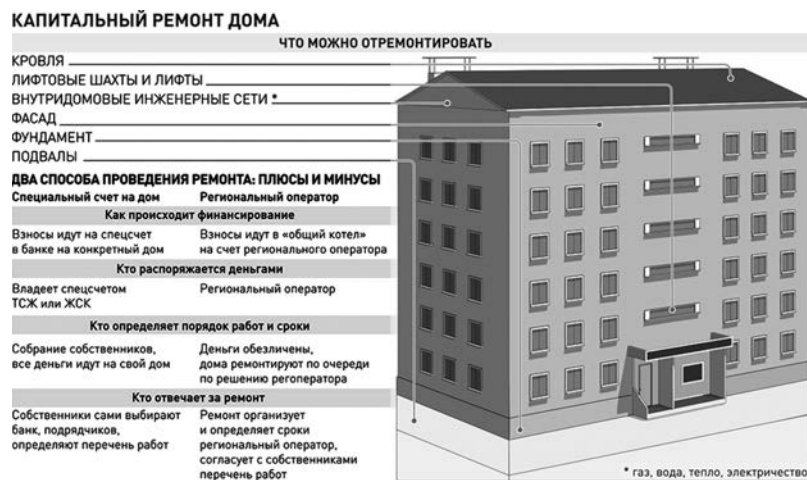 КАПИТАЛЬНЫЙ РЕМОНТ ДОМА
ЧТО МОЖНО ОТРЕМОНТИРОВАТЬ
КРОВЛЯ
ЛИФТОВЫЕ ШАХТЫ И ЛИФТЫ
ВНУТРИДОМОВЫЕ ИНЖЕНЕРНЫЕ СЕТИ *
ФАСАД
ФУНДАМЕНТ
ПОДВАЛЫ
ДВА СПОСОБА ПРОВЕДЕНИЯ РЕМОНТА: ПЛЮСЫ И МИНУСЫ
Специальный счет на дом
Региональный оператор
Как происходит финансирование
Взносы идут на спецсчет
в банке на конкретный дом
Взносы идут в «общий котел»
на счет регионального оператора
Кто распоряжается деньгами
Владеет спецсчетом
ТСЖ или ЖСК
Региональный оператор
Кто определяет порядок работ и сроки
Собрание собственников,
все деньги идут на свой дом
Деньги обезличены,
дома ремонтируют по очереди
по решению регоператора
Кто отвечает за ремонт
Собственники сами выбирают
банк, подрядчиков,
определяют перечень работ
Ремонт организует
и определяет сроки
региональный оператор,
согласует с собственниками
перечень работ
* газ, вода, тепло, электричество